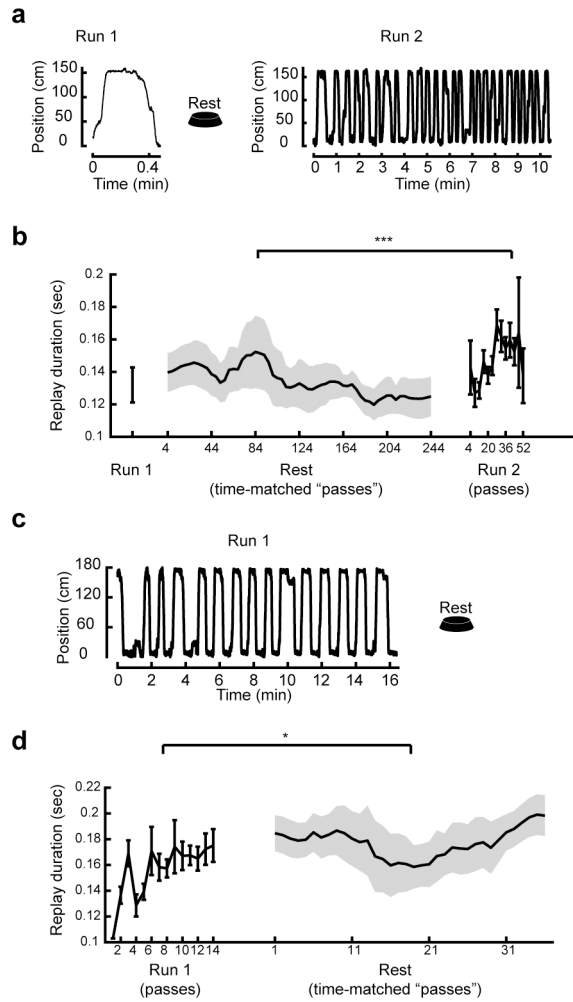 a
Run 1
Run 2
Position (cm)
150
100
50
0
0
0.4
Time (min)
Rest
Position (cm)
150
100
50
0
0 1 2 3 4 5 6 7 8 9 10
Time (min)
b
***
Replay duration (sec)
0.2
0.18
0.16
0.14
0.12
0.1
4 44 84 124 164 204 244
4 20 36 52
Run 1
Rest
(time-matched “passes”)
Run 2
(passes)
c
Run 1
Position (cm)
180
120
60
0
0 2 4 6 8 10 12 14 16
Time (min)
Rest
d
*
Replay duration (sec)
0.22
0.2
0.18
0.16
0.14
0.12
0.1
2 4 6 8 10 12 14
1 11 21 31
Run 1
(passes)
Rest
(time-matched “passes”)